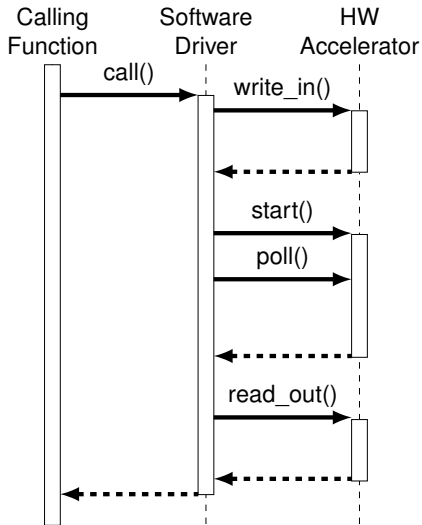 Calling
Function
Software
Driver
HW
Accelerator
call()
write_in()
start()
poll()
read_out()